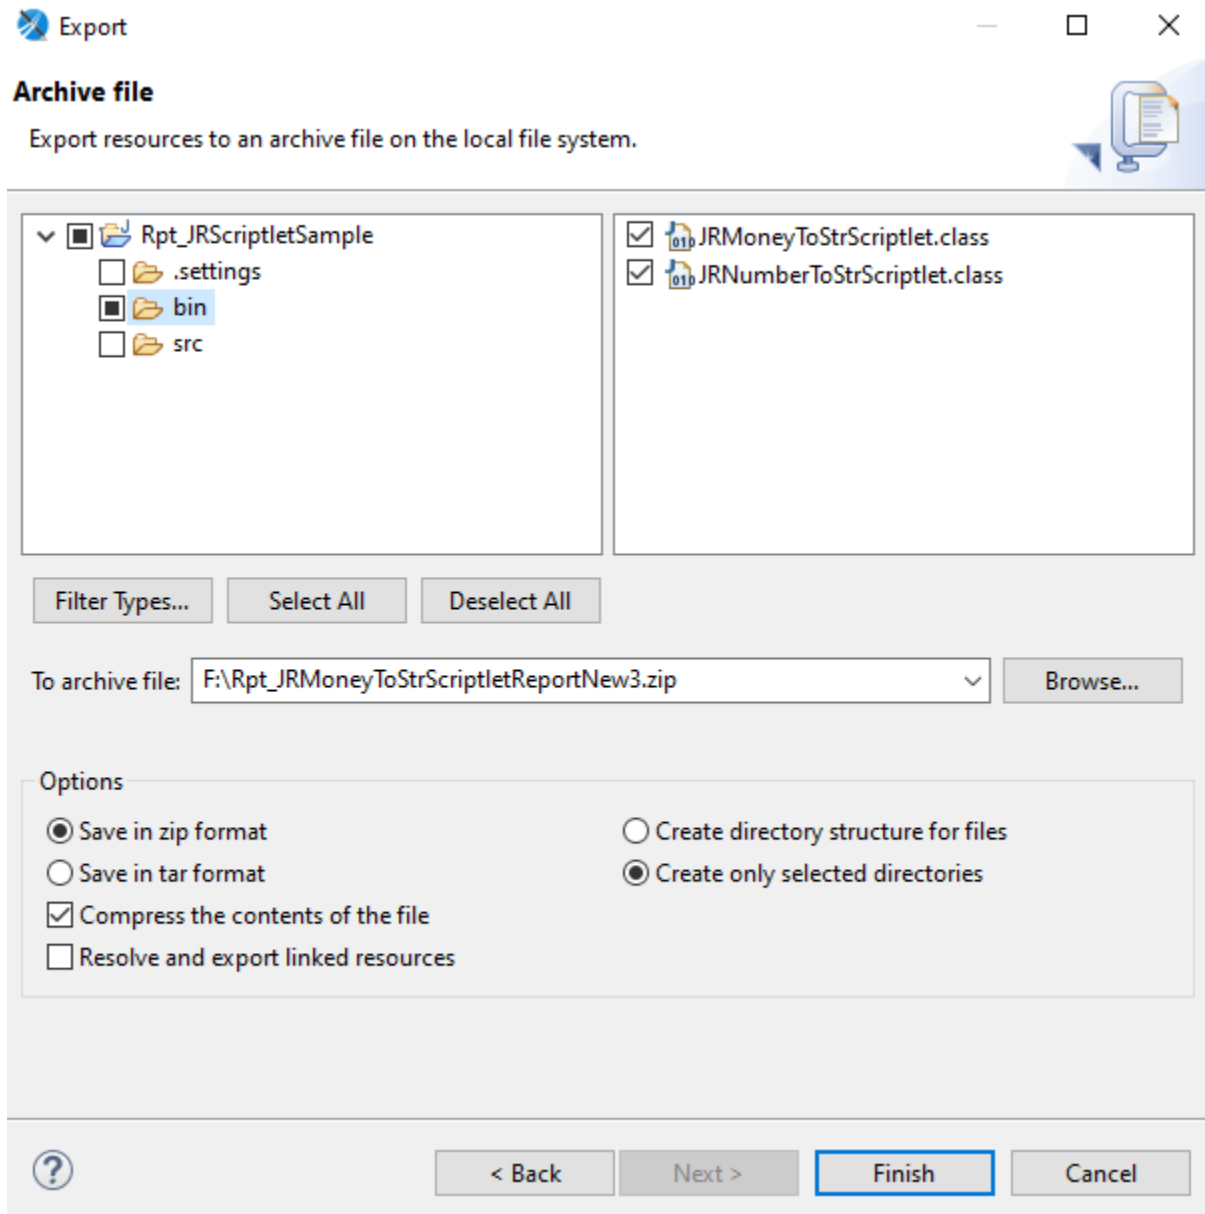 Export
Archive file
Export resources to an archive file on the local file system.
Rpt_JRScriptletSample
.settings
bin
src
JRMoneyToStrScriptlet.class
JRNumberToStrScriptlet.class
Filter Types...
Select All
Deselect All
To archive file:
F:\Rpt_JRMoneyToStrScriptletReportNew3.zip
Browse...
Options
Save in zip format
Save in tar format
Compress the contents of the file
Resolve and export linked resources
Create directory structure for files
Create only selected directories
< Back
Next >
Finish
Cancel